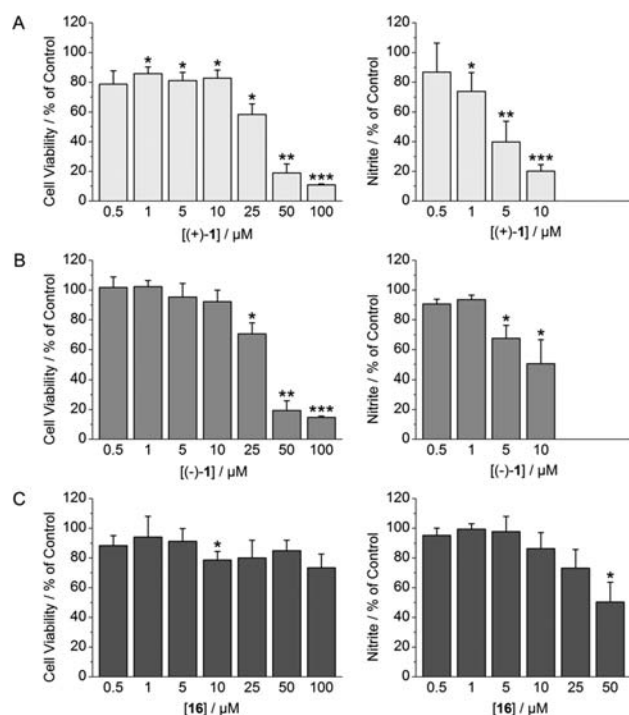 A
Cell Viability / % of Control
120
100
80
60
40
20
0
* * * * ** ***
0.5 1 5 10 25 50 100
[(+)-1] / µM
Nitrite / % of Control
120
100
80
60
40
20
0
* ** ***
0.5 1 5 10
[(+)-1] / µM
B
Cell Viability / % of Control
120
100
80
60
40
20
0
* ** ***
0.5 1 5 10 25 50 100
[(-)-1] / µM
Nitrite / % of Control
120
100
80
60
40
20
0
* *
0.5 1 5 10
[(-)-1] / µM
C
Cell Viability / % of Control
120
100
80
60
40
20
0
*
0.5 1 5 10 25 50 100
[16] / µM
Nitrite / % of Control
120
100
80
60
40
20
0
*
0.5 1 5 10 25 50
[16] / µM